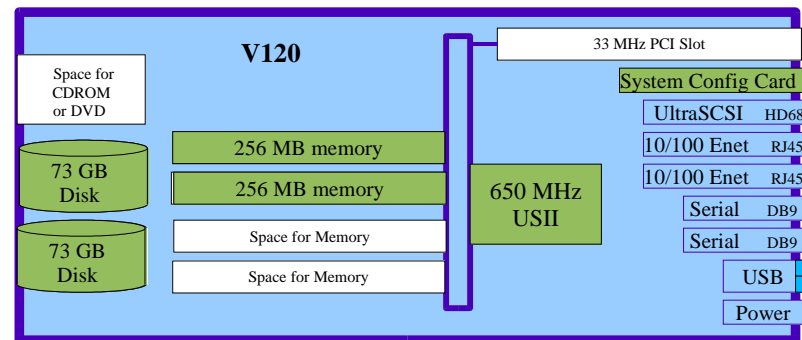 V120
33 MHz PCI Slot
Space for
CDROM
or DVD
System Config Card
UltraSCSI HD68
256 MB memory
10/100 Enet RJ45
73 GB
Disk
256 MB memory
650 MHz
USII
10/100 Enet RJ45
Serial DB9
Space for Memory
Serial DB9
73 GB
Disk
Space for Memory
USB
Power